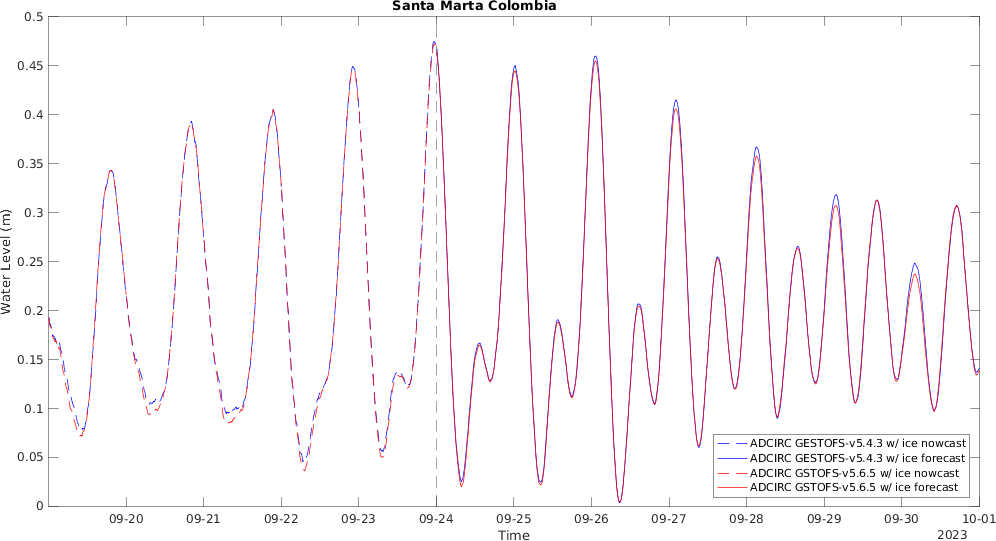 Santa Marta Colombia
0.5
0.45
0.4
0.35
0.3
0.25
0.2
0.15
0.1
0.05
0
Water Level (m)
ADCIRC GESTOFS-v5.4.3 w/ ice nowcast
ADCIRC GESTOFS-v5.4.3 w/ ice forecast
ADCIRC GSTOFS-v5.6.5 w/ ice nowcast
ADCIRC GSTOFS-v5.6.5 w/ ice forecast
09-20 09-21 09-22 09-23 09-24 09-25 09-26 09-27 09-28 09-29 09-30 10-01
Time
2023